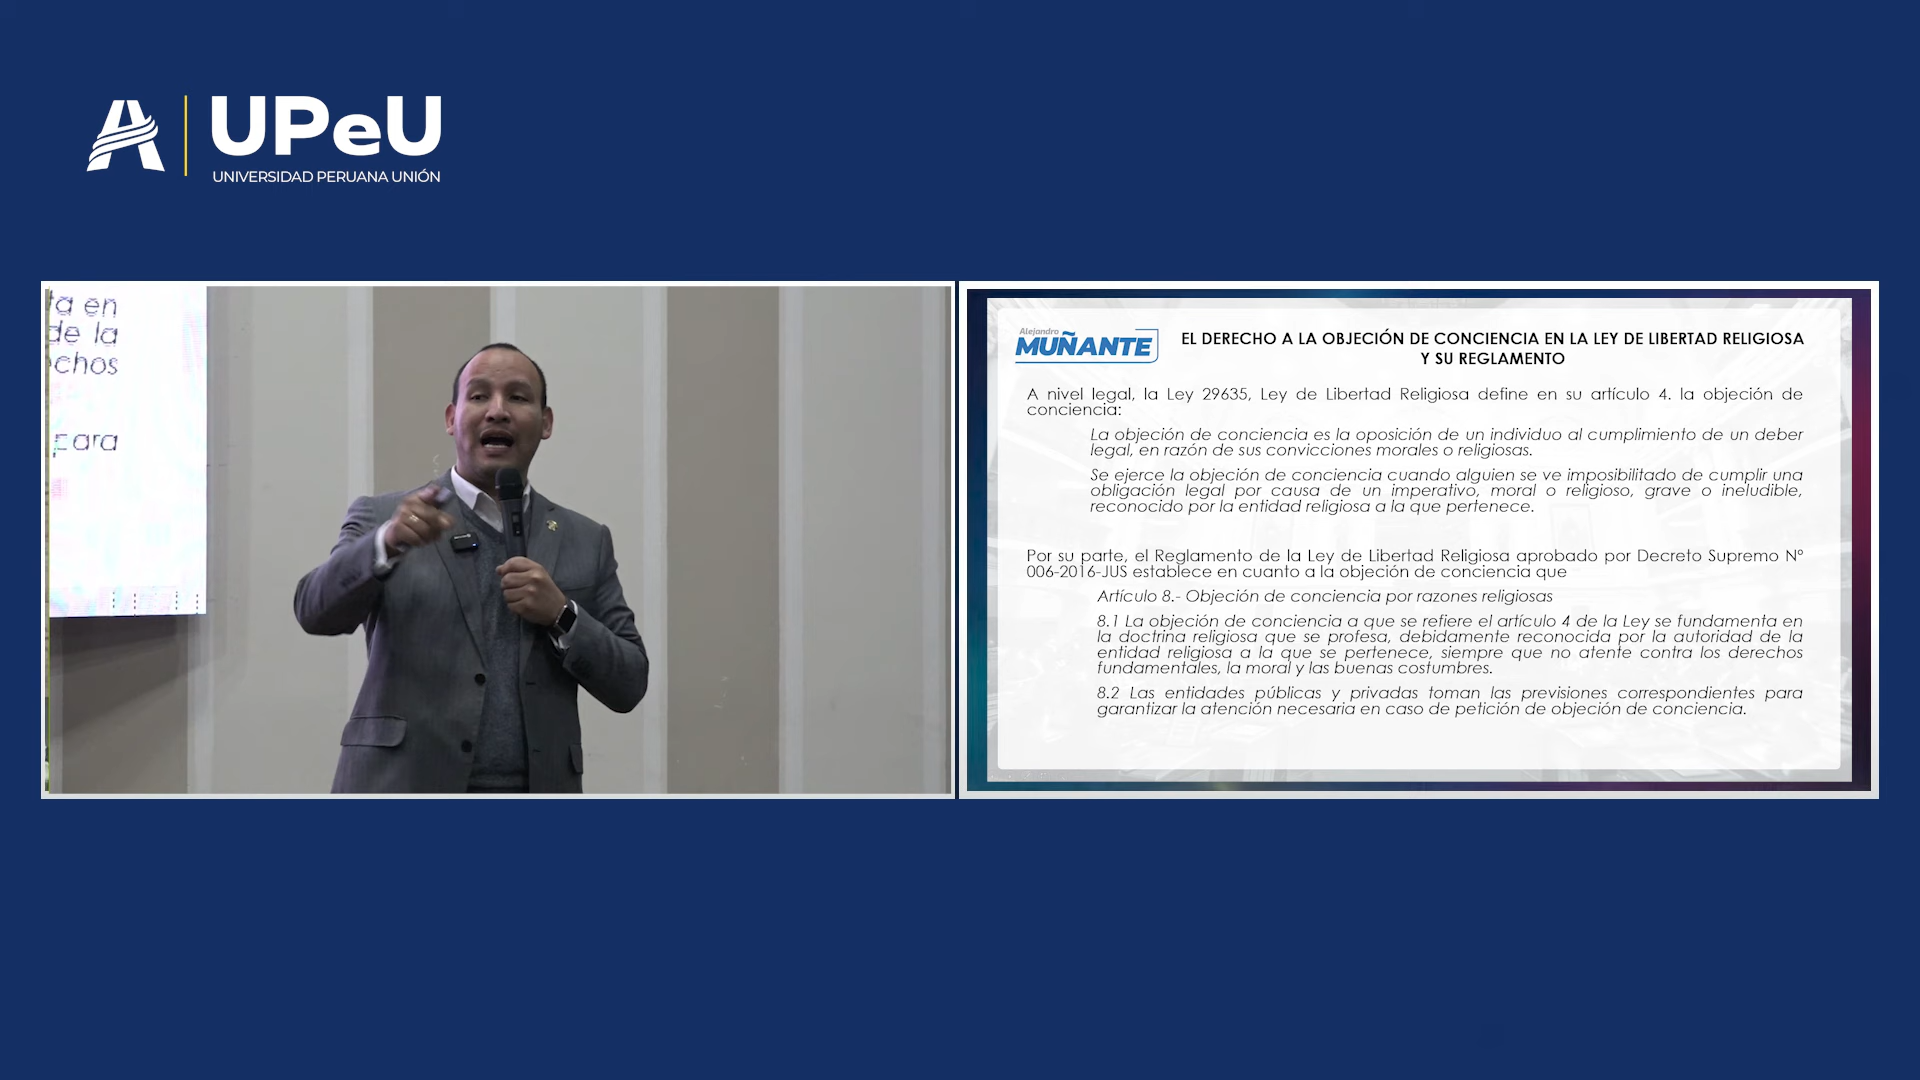 UPeU
UNIVERSIDAD PERUANA UNIÓN
en
de la
chos
para
Alejandro
MUÑANTE
EL DERECHO A LA OBJECIÓN DE CONCIENCIA EN LA LEY DE LIBERTAD RELIGIOSA
Y SU REGLAMENTO
A nivel legal, la Ley 29635, Ley de Libertad Religiosa define en su artículo 4. la objeción de
conciencia:
La objeción de conciencia es la oposición de un individuo al cumplimiento de un deber
legal, en razón de sus convicciones morales o religiosas.
Se ejerce la objeción de conciencia cuando alguien se ve imposibilitado de cumplir una
obligación legal por causa de un imperativo, moral o religioso, grave o ineludible,
reconocido por la entidad religiosa a la que pertenece.
Por su parte, el Reglamento de la Ley de Libertad Religiosa aprobado por Decreto Supremo Nº
006-2016-JUS establece en cuanto a la objeción de conciencia que
Artículo 8.- Objeción de conciencia por razones religiosas
8.1 La objeción de conciencia a que se refiere el artículo 4 de la Ley se fundamenta en
la doctrina religiosa que se profesa, debidamente reconocida por la autoridad de la
entidad religiosa a la que se pertenece, siempre que no atente contra los derechos
fundamentales, la moral y las buenas costumbres.
8.2 Las entidades públicas y privadas toman las previsiones correspondientes para
garantizar la atención necesaria en caso de petición de objeción de conciencia.